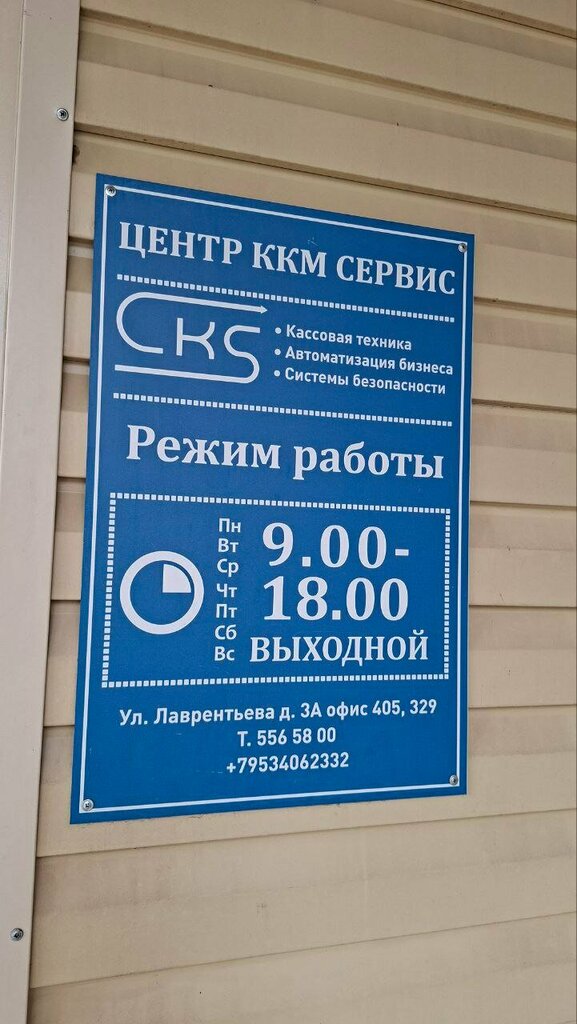 ЦЕНТР ККМ СЕРВИС
CKS
• Кассовая техника
• Автоматизация бизнеса
• Системы безопасности
Режим работы
Пн
Вт
Ср
Чт
Пт
Сб
Вс
9.00-
18.00
ВЫХОДНОЙ
Ул. Лаврентьева д. 3А офис 405, 329
Т. 556 58 00
+79534062332